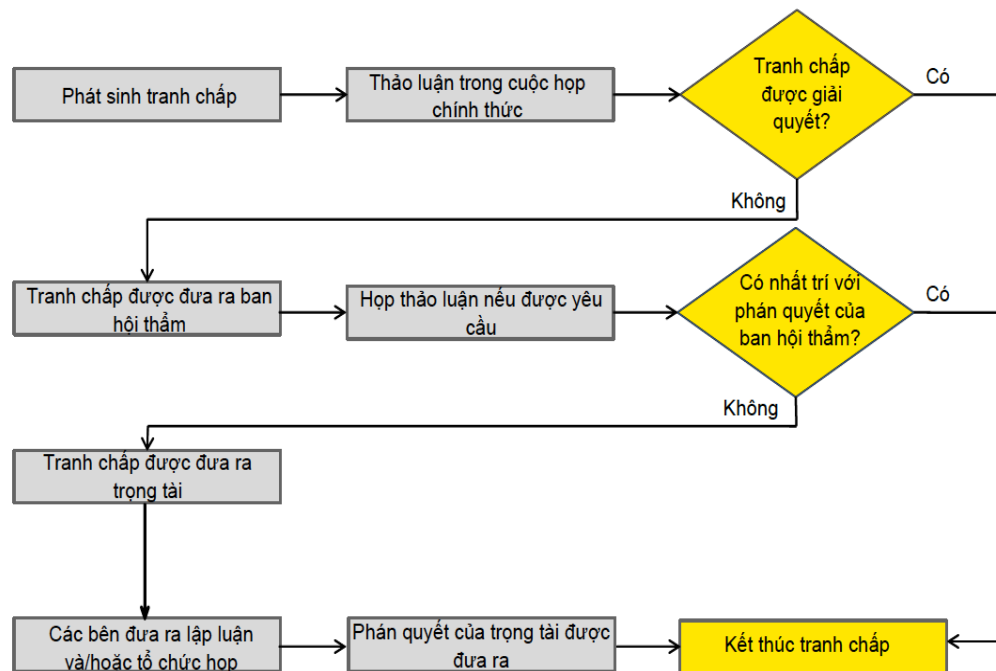 Phát sinh tranh chấp
Thảo luận trong cuộc họp
chính thức
Tranh chấp
được giải
quyết?
Có
Không
Tranh chấp được đưa ra ban
hội thẩm
Họp thảo luận nếu được yêu
cầu
Có nhất trí với
phán quyết của
ban hội thẩm?
Có
Không
Tranh chấp được đưa ra
trọng tài
Các bên đưa ra lập luận
và/hoặc tổ chức họp
Phán quyết của trọng tài được
đưa ra
Kết thúc tranh chấp